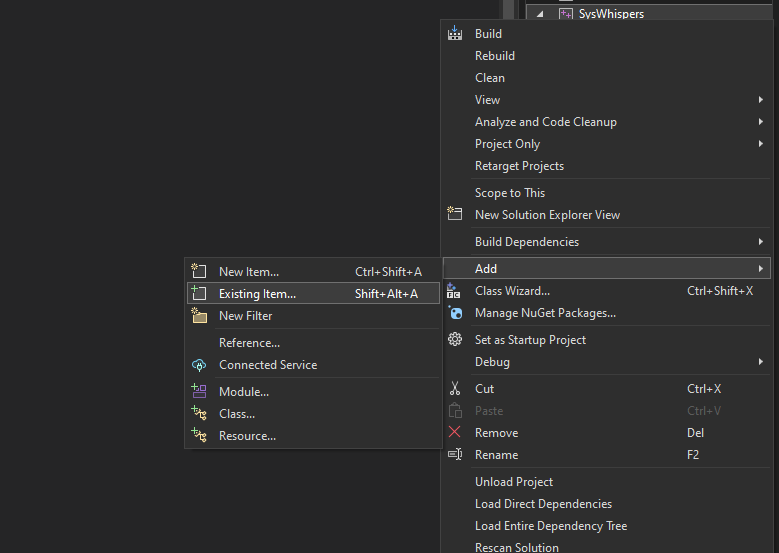 SysWhispers
Build
Rebuild
Clean
View
Analyze and Code Cleanup
Project Only
Retarget Projects
Scope to This
New Solution Explorer View
Build Dependencies
Add
Class Wizard... Ctrl+Shift+X
Manage NuGet Packages...
Set as Startup Project
Debug
Cut Ctrl+X
Paste Ctrl+V
Remove Del
Rename F2
Unload Project
Load Direct Dependencies
Load Entire Dependency Tree
Rescan Solution
New Item... Ctrl+Shift+A
Existing Item... Shift+Alt+A
New Filter
Reference...
Connected Service
Module...
Class...
Resource...